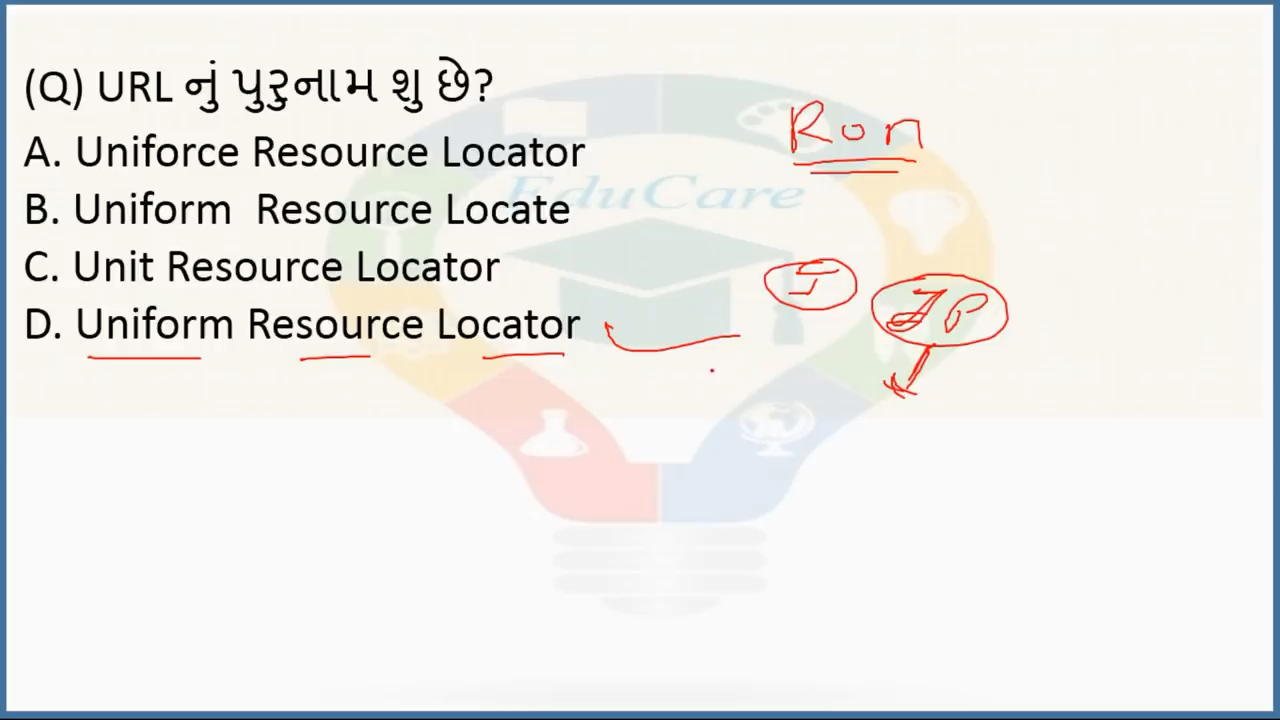 (Q) URL નું પુરુનામ શુ છે?
A. Uniforce Resource Locator
B. Uniform  Resource Locate
C. Unit Resource Locator
D. Uniform Resource Locator
Ron
EduCare